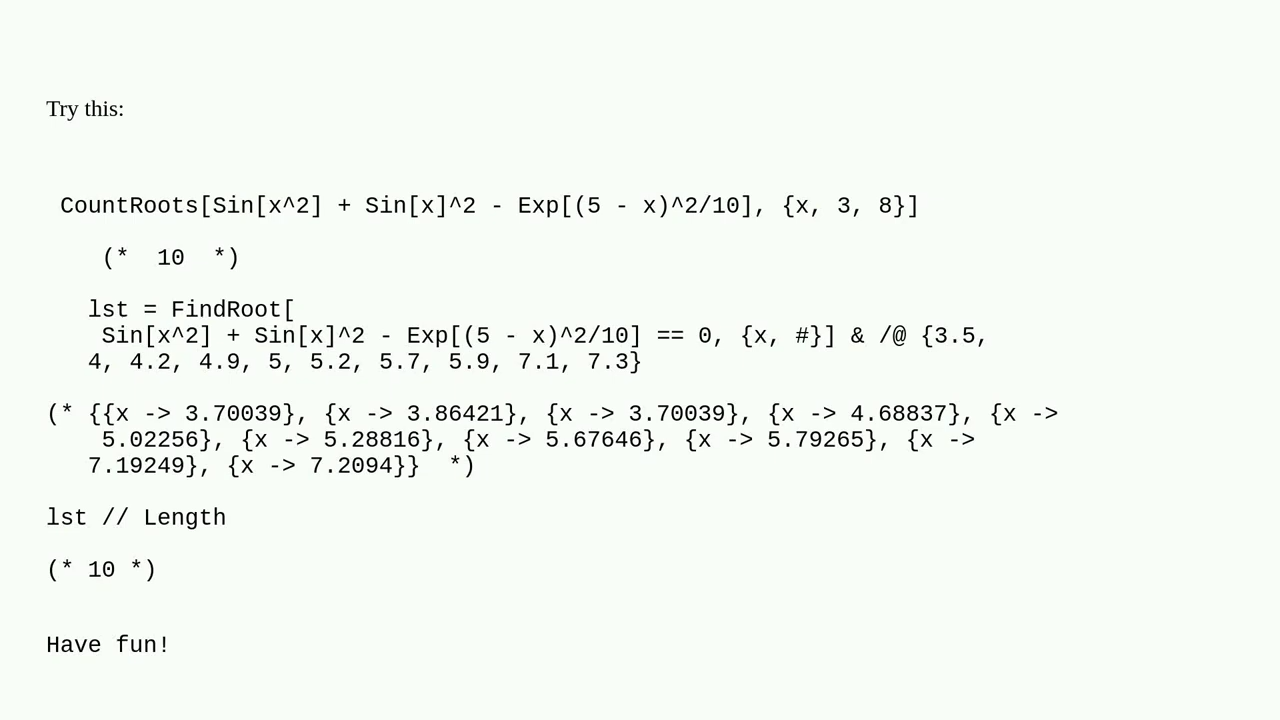 Try this:
CountRoots[Sin[x^2] + Sin[x]^2 - Exp[(5 - x)^2/10], {x, 3, 8}]
(*  10  *)
lst = FindRoot[
Sin[x^2] + Sin[x]^2 - Exp[(5 - x)^2/10] == 0, {x, #}] & /@ {3.5,
4, 4.2, 4.9, 5, 5.2, 5.7, 5.9, 7.1, 7.3}
(* {{x -> 3.70039}, {x -> 3.86421}, {x -> 3.70039}, {x -> 4.68837}, {x ->
5.02256}, {x -> 5.28816}, {x -> 5.67646}, {x -> 5.79265}, {x ->
7.19249}, {x -> 7.2094}}  *)
lst // Length
(* 10 *)
Have fun!